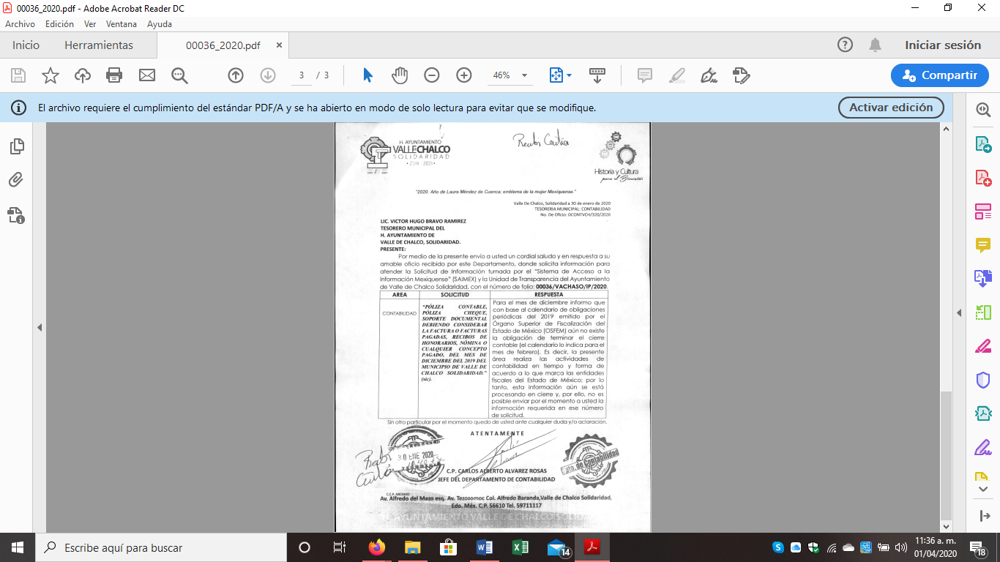 00036_2020.pdf - Adobe Acrobat Reader DC
Archivo Edición Ver Ventana Ayuda
Inicio Herramientas 00036_2020.pdf × Iniciar sesión
3 / 3 46% Compartir
El archivo requiere el cumplimiento del estándar PDF/A y se ha abierto en modo de solo lectura para evitar que se modifique. Activar edición
H. AYUNTAMIENTO
VALLE CHALCO
SOLIDARIDAD
• 2019 - 2021 •
Historia y Cultura
para el Bienestar
"2020. Año de Laura Méndez de Cuenca; emblema de la mujer Mexiquense."
Valle De Chalco, Solidaridad a 30 de enero de 2020
TESORERIA MUNICIPAL: CONTABILIDAD
No. De Oficio: DCONTVCH/320/2020
LIC. VICTOR HUGO BRAVO RAMIREZ
TESORERO MUNICIPAL DEL
H. AYUNTAMIENTO DE
VALLE DE CHALCO, SOLIDARIDAD.
PRESENTE:
Por medio de la presente envío a usted un cordial saludo y en respuesta a su
amable oficio recibido por este Departamento, donde solicita información para
atender la Solicitud de Información turnada por el "Sistema de Acceso a la
Información Mexiquense" (SAIMEX) y la Unidad de Transparencia del Ayuntamiento
de Valle de Chalco Solidaridad, con el número de folio: 00036/VACHASO/IP/2020.
AREA SOLICITUD RESPUESTA
CONTABILIDAD
"PÓLIZA CONTABLE,
PÓLIZA CHEQUE,
SOPORTE DOCUMENTAL
DEBIENDO CONSIDERAR
LA FACTURA O FACTURAS
PAGADAS, RECIBOS DE
HONORARIOS, NÓMINA O
CUALQUIER CONCEPTO
PAGADO, DEL MES DE
DICIEMBRE DEL 2019 DEL
MUNICIPIO DE VALLE DE
CHALCO SOLIDARIDAD."
(sic).
Para el mes de diciembre informo que
con base al calendario de obligaciones
periódicas del 2019 emitido por el
Órgano Superior de Fiscalización del
Estado de México (OSFEM) aún no existe
la obligación de terminar el cierre
contable (el calendario lo indica para el
mes de febrero). Es decir, la presente
área realiza las actividades de
contabilidad en tiempo y forma de
acuerdo a lo que marca las entidades
fiscales del Estado de México; por lo
tanto, esta información aún se está
procesando en cierre y, por ello, no es
posible enviar por el momento a usted la
información requerida en ese número
de solicitud.
Sin otro particular por el momento quedo de usted ante cualquier duda y/o aclaración.
ATENTAMENTE
30 ENE 2020
Dpto. de Contabilidad
C.P. CARLOS ALBERTO ALVAREZ ROSAS
JEFE DEL DEPARTAMENTO DE CONTABILIDAD
C.C.P. ARCHIVO
Av. Alfredo del Mazo esq. Av. Tezozomoc Col. Alfredo Baranda,Valle de Chalco Solidaridad,
Edo. Méx. C.P. 56610 Tel. 59711117
H. AYUNTAMIENTO VALLE DE CHALCO
Escribe aquí para buscar
14
11:36 a. m.
01/04/2020
18